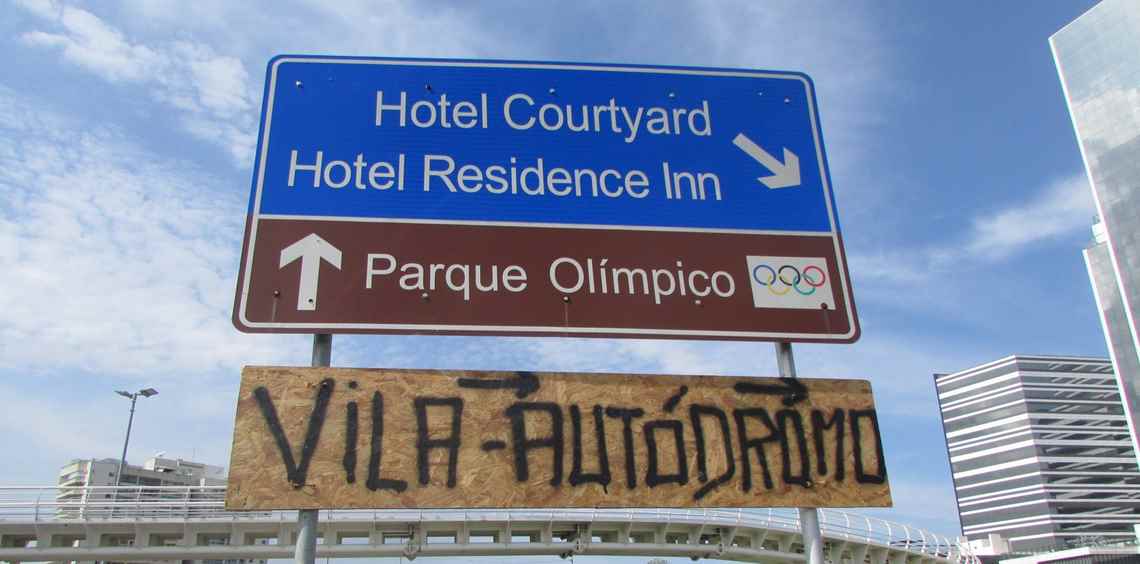 Hotel Courtyard
Hotel Residence Inn
Parque Olímpico
ViLA-AUTÓDROMO